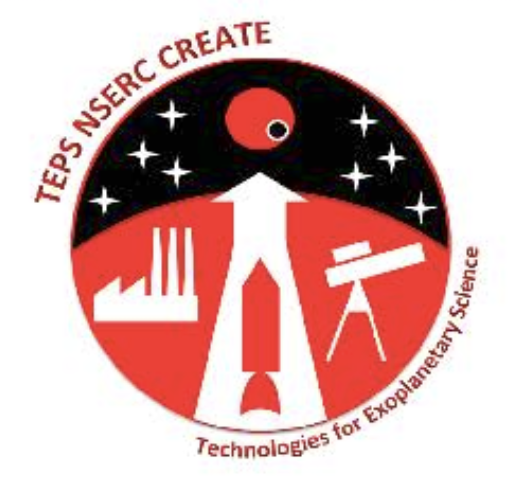 TEPS NSERC CREATE
Technologies for Exoplanetary Science